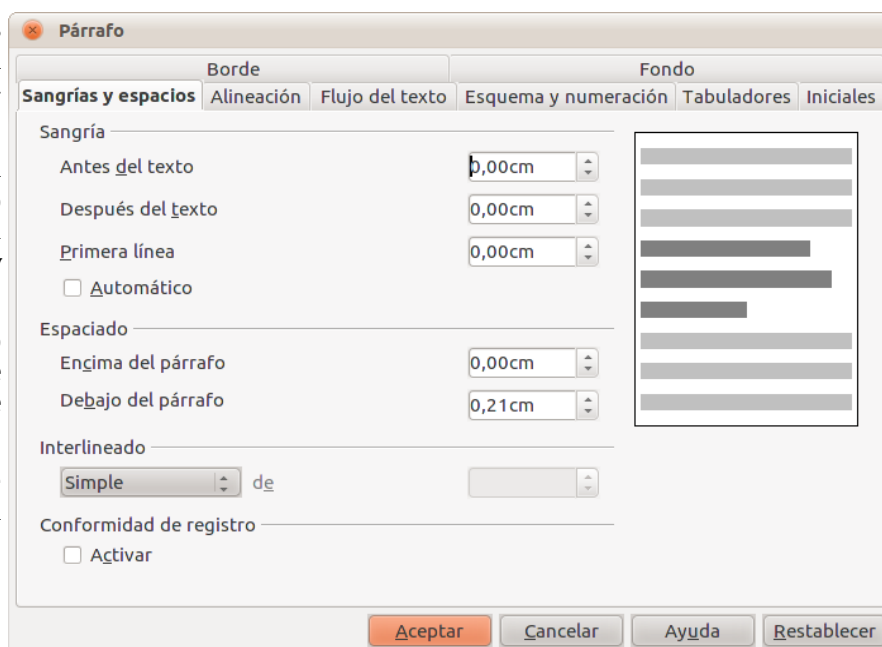 Párrafo
Borde Fondo
Sangrías y espacios Alineación Flujo del texto Esquema y numeración Tabuladores Iniciales
Sangría
Antes del texto 0,00cm
Después del texto 0,00cm
Primera línea 0,00cm
Automático
Espaciado
Encima del párrafo 0,00cm
Debajo del párrafo 0,21cm
Interlineado
Simple de
Conformidad de registro
Activar
Aceptar Cancelar Ayuda Restablecer